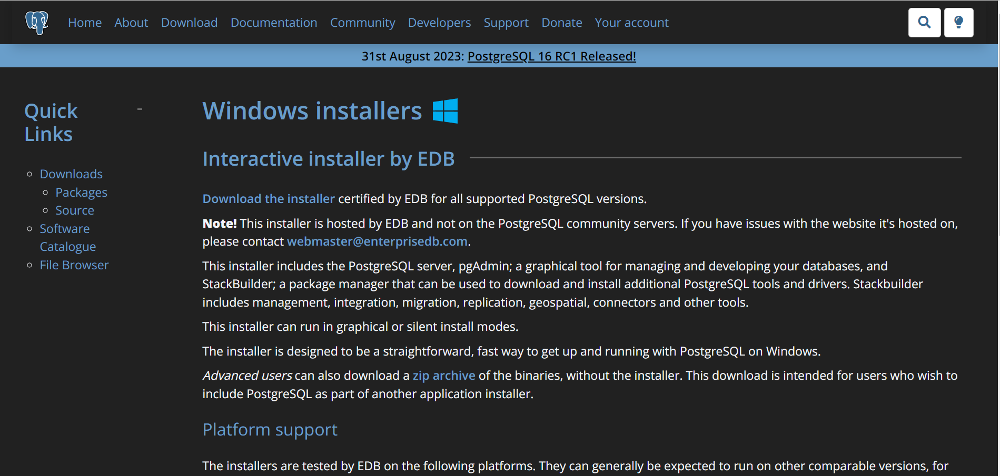 Home About Download Documentation Community Developers Support Donate Your account
31st August 2023: PostgreSQL 16 RC1 Released!
Quick
Links
Downloads
Packages
Source
Software
Catalogue
File Browser
Windows installers
Interactive installer by EDB
Download the installer certified by EDB for all supported PostgreSQL versions.
Note! This installer is hosted by EDB and not on the PostgreSQL community servers. If you have issues with the website it's hosted on,
please contact webmaster@enterprisedb.com.
This installer includes the PostgreSQL server, pgAdmin; a graphical tool for managing and developing your databases, and
StackBuilder; a package manager that can be used to download and install additional PostgreSQL tools and drivers. Stackbuilder
includes management, integration, migration, replication, geospatial, connectors and other tools.
This installer can run in graphical or silent install modes.
The installer is designed to be a straightforward, fast way to get up and running with PostgreSQL on Windows.
Advanced users can also download a zip archive of the binaries, without the installer. This download is intended for users who wish to
include PostgreSQL as part of another application installer.
Platform support
The installers are tested by EDB on the following platforms. They can generally be expected to run on other comparable versions, for